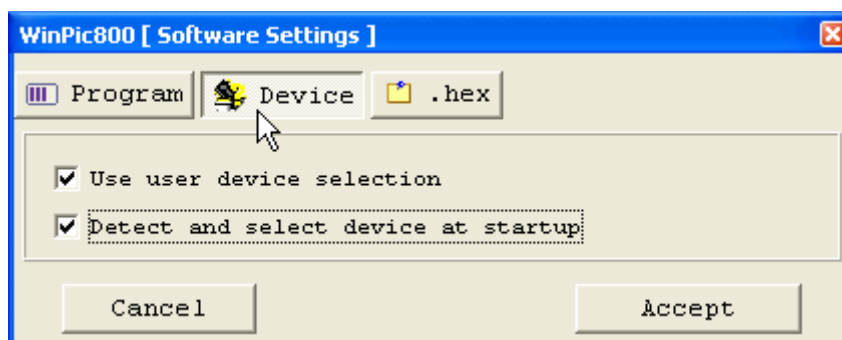 WinPic800 [ Software Settings ]
Program Device .hex
Use user device selection
Detect and select device at startup
Cancel Accept